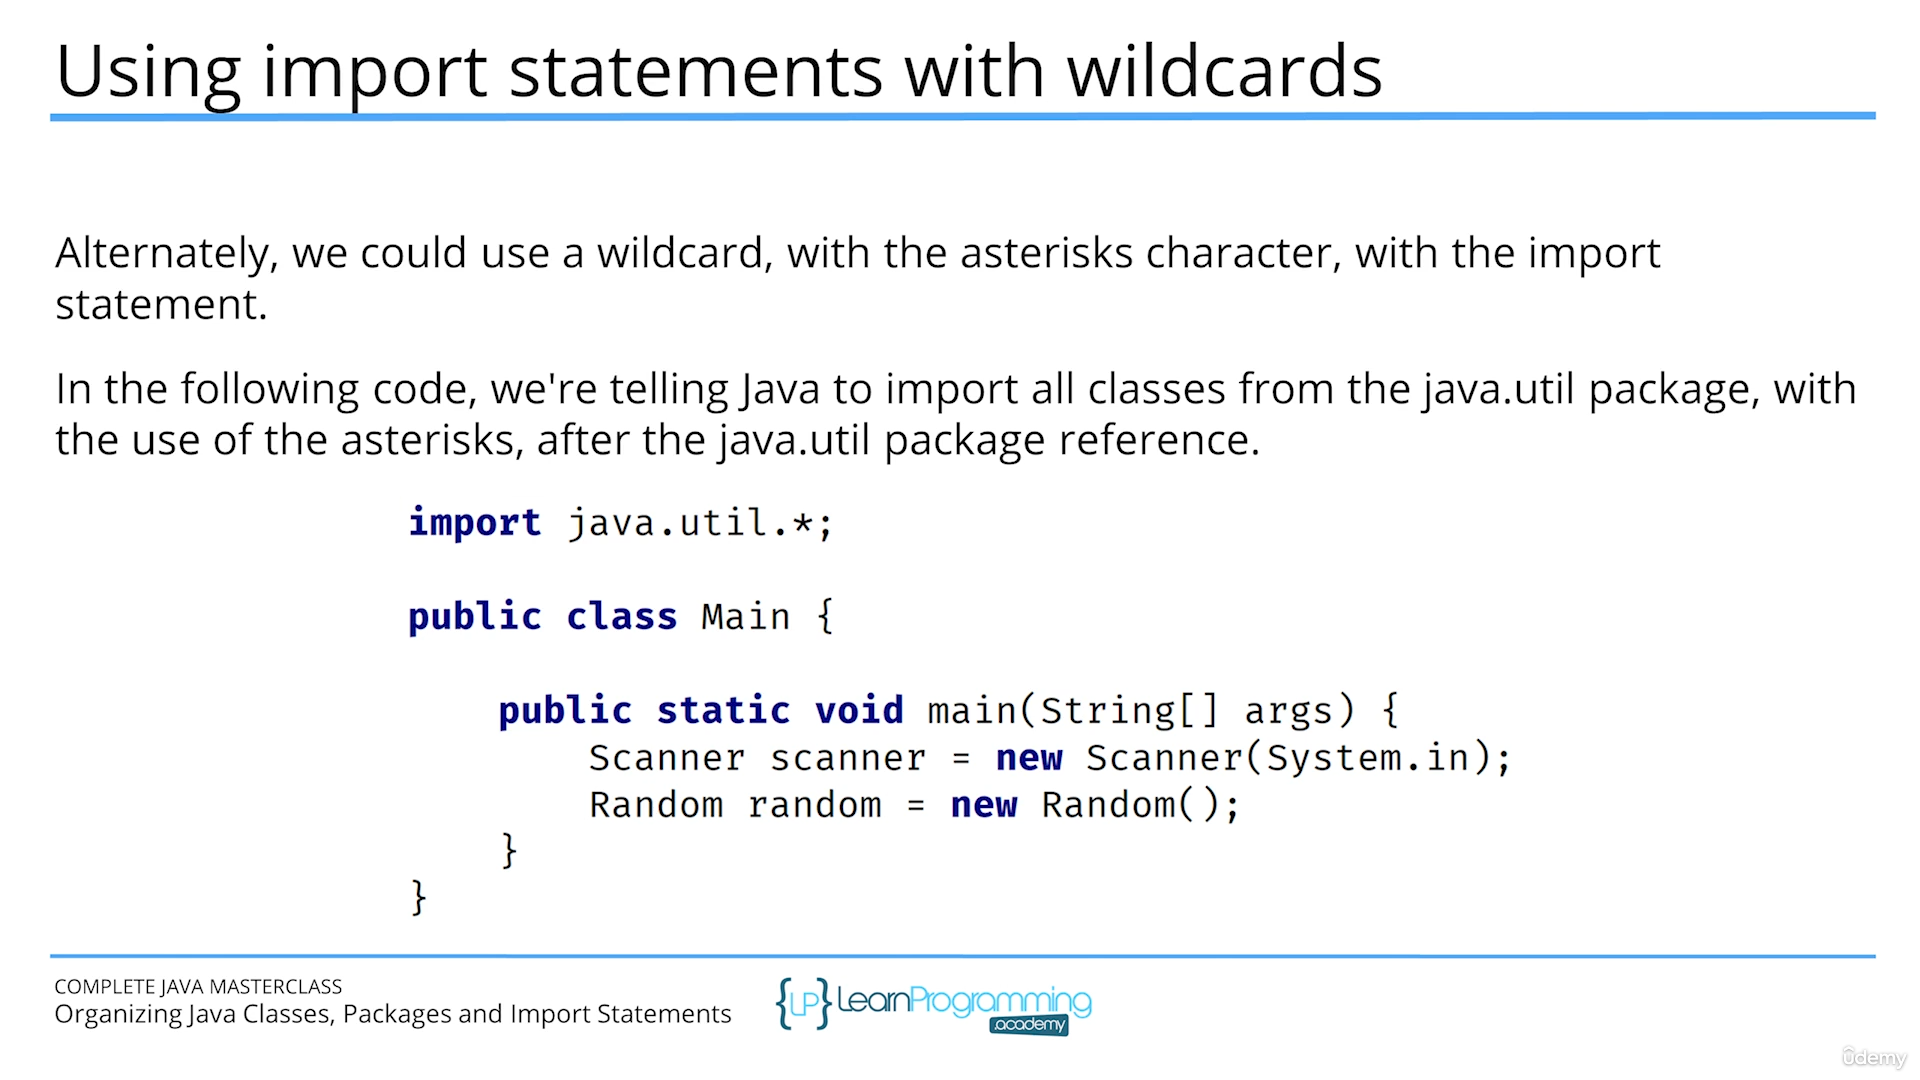 Using import statements with wildcards
Alternately, we could use a wildcard, with the asterisks character, with the import
statement.
In the following code, we're telling Java to import all classes from the java.util package, with
the use of the asterisks, after the java.util package reference.
import java.util.*;
public class Main {
public static void main(String[] args) {
Scanner scanner = new Scanner(System.in);
Random random = new Random();
}
}
COMPLETE JAVA MASTERCLASS
Organizing Java Classes, Packages and Import Statements
{LP} LearnProgramming
.academy
ûdemy